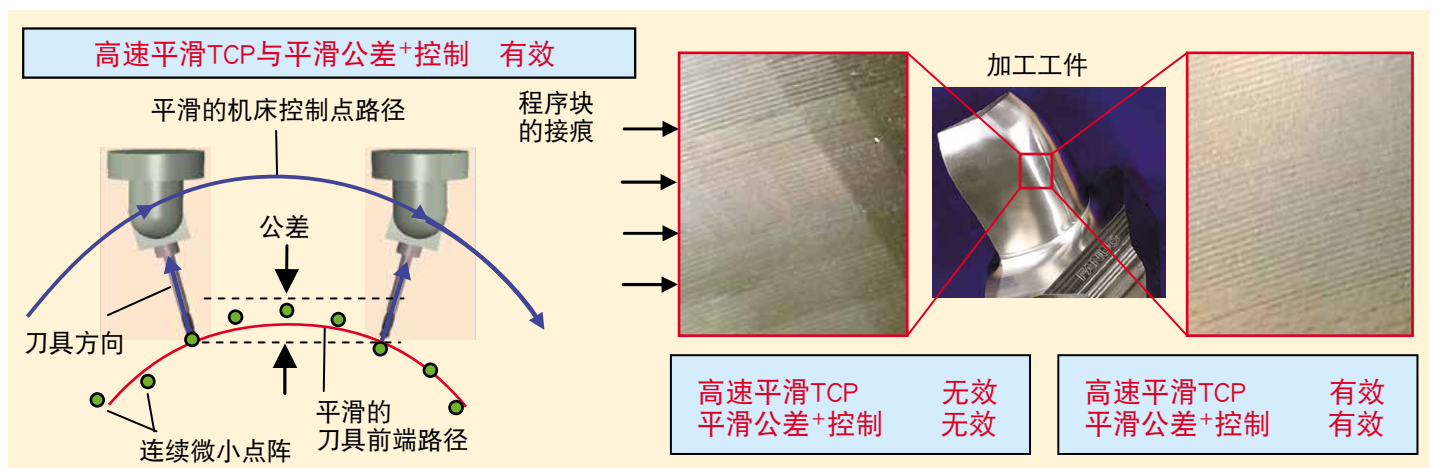 高速平滑TCP与平滑公差⁺控制 有效
平滑的机床控制点路径
公差
刀具方向
连续微小点阵
平滑的
刀具前端路径
程序块
的接痕
加工工件
高速平滑TCP 无效
平滑公差⁺控制 无效
高速平滑TCP 有效
平滑公差⁺控制 有效